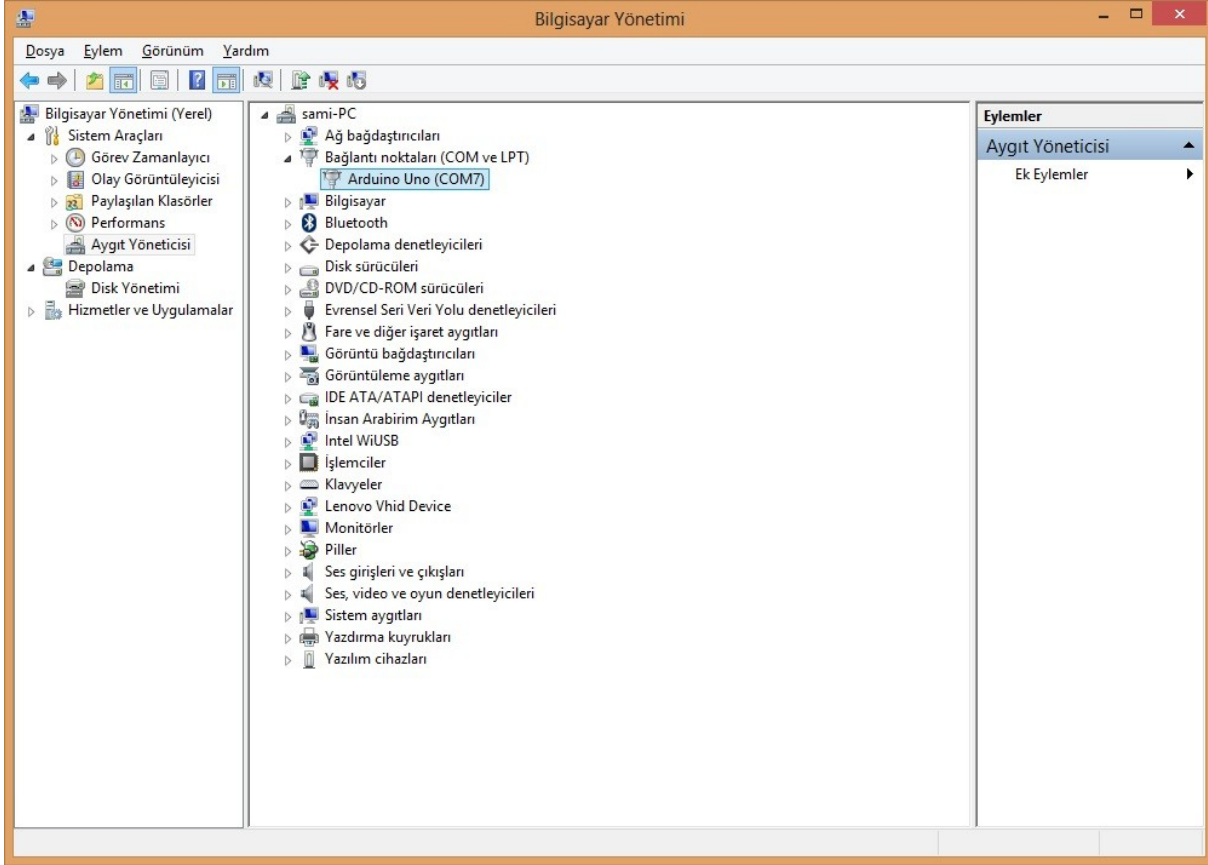 Bilgisayar Yönetimi
Dosya Eylem Görünüm Yardım
Bilgisayar Yönetimi (Yerel)
Sistem Araçları
Görev Zamanlayıcı
Olay Görüntüleyicisi
Paylaşılan Klasörler
Performans
Aygıt Yöneticisi
Depolama
Disk Yönetimi
Hizmetler ve Uygulamalar
sami-PC
Ağ bağdaştırıcıları
Bağlantı noktaları (COM ve LPT)
Arduino Uno (COM7)
Bilgisayar
Bluetooth
Depolama denetleyicileri
Disk sürücüleri
DVD/CD-ROM sürücüleri
Evrensel Seri Veri Yolu denetleyicileri
Fare ve diğer işaret aygıtları
Görüntü bağdaştırıcıları
Görüntüleme aygıtları
IDE ATA/ATAPI denetleyiciler
İnsan Arabirim Aygıtları
Intel WiUSB
İşlemciler
Klavyeler
Lenovo Vhid Device
Monitörler
Piller
Ses girişleri ve çıkışları
Ses, video ve oyun denetleyicileri
Sistem aygıtları
Yazdırma kuyrukları
Yazılım cihazları
Eylemler
Aygıt Yöneticisi
Ek Eylemler